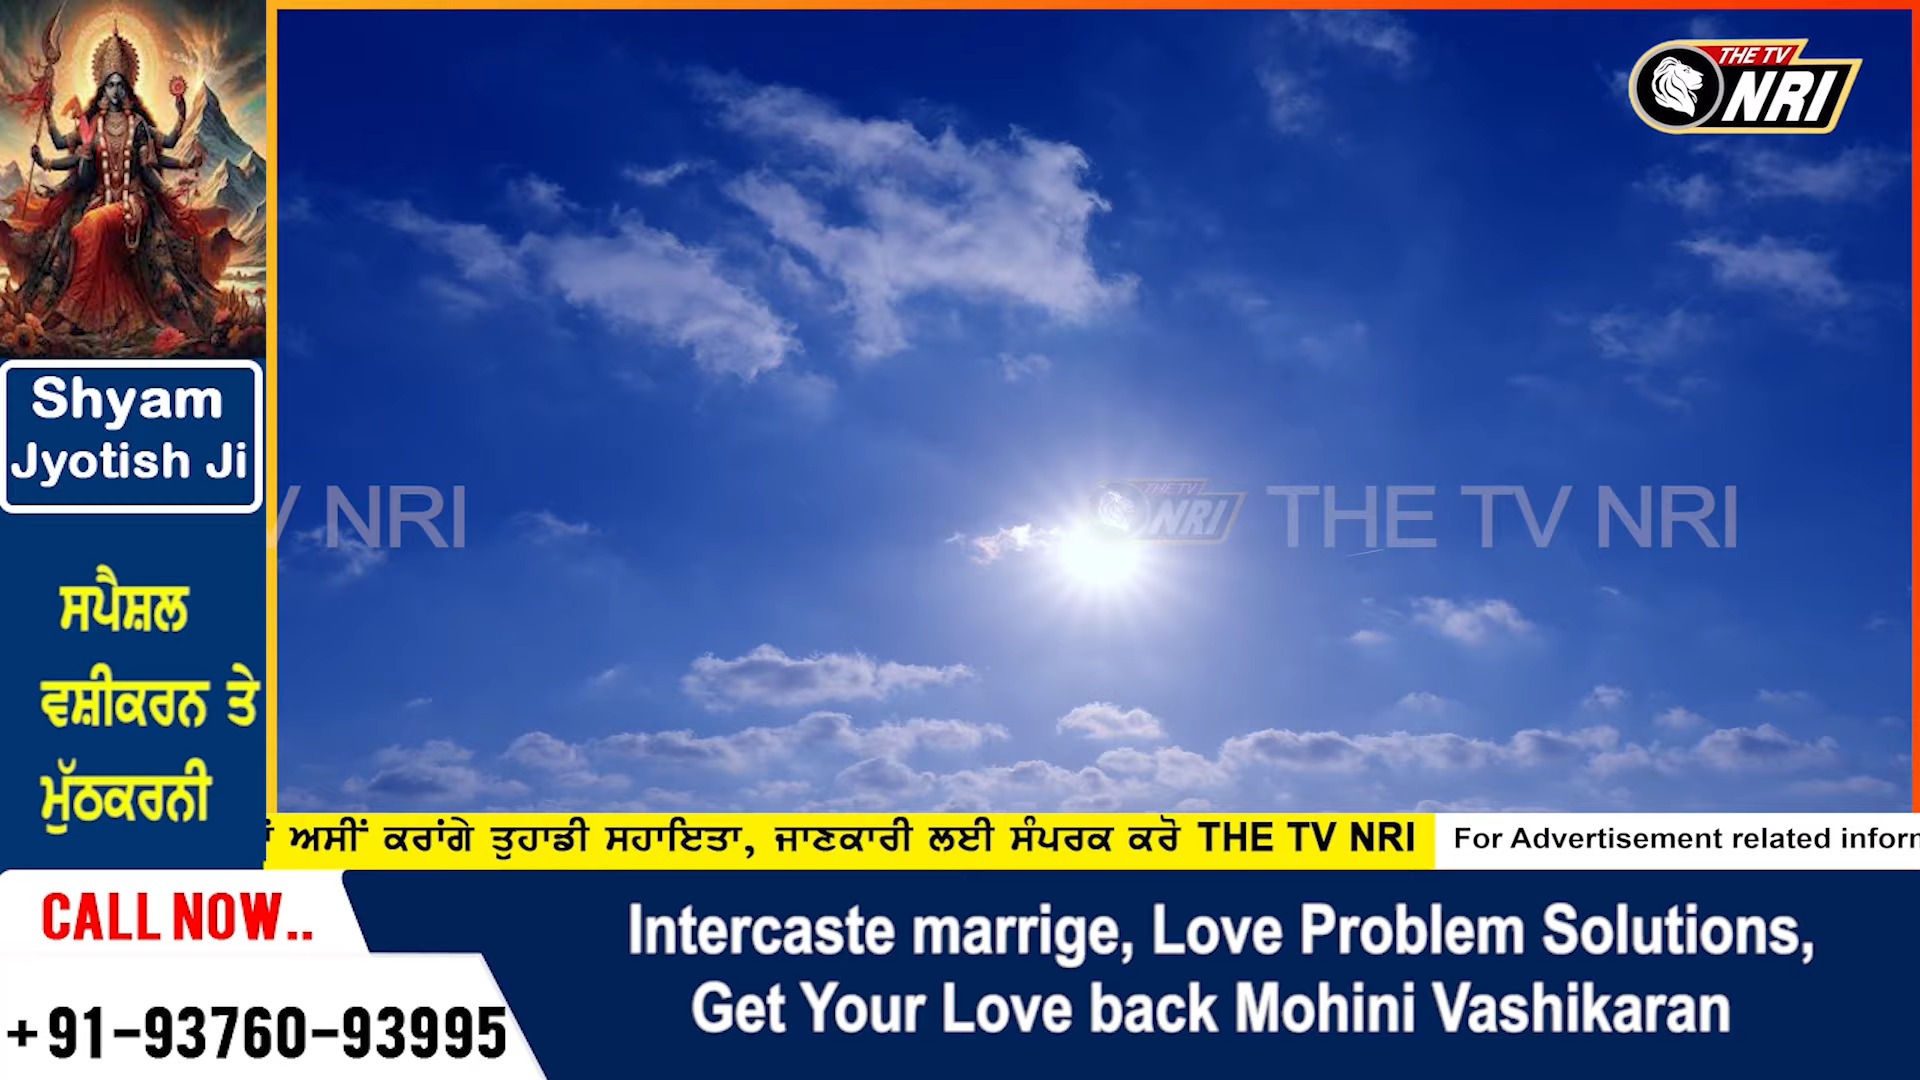 THE TV
NRI
Shyam
Jyotish Ji
V NRI
THE TV
NRI
THE TV NRI
ਸਪੈਸ਼ਲ
ਵਸ਼ੀਕਰਨ ਤੇ
ਮੁੱਠਕਰਨੀ
ਅਸੀਂ ਕਰਾਂਗੇ ਤੁਹਾਡੀ ਸਹਾਇਤਾ, ਜਾਣਕਾਰੀ ਲਈ ਸੰਪਰਕ ਕਰੋ THE TV NRI
For Advertisement related
CALL NOW..
+91-93760-93995
Intercaste marrige, Love Problem Solutions,
Get Your Love back Mohini Vashikaran